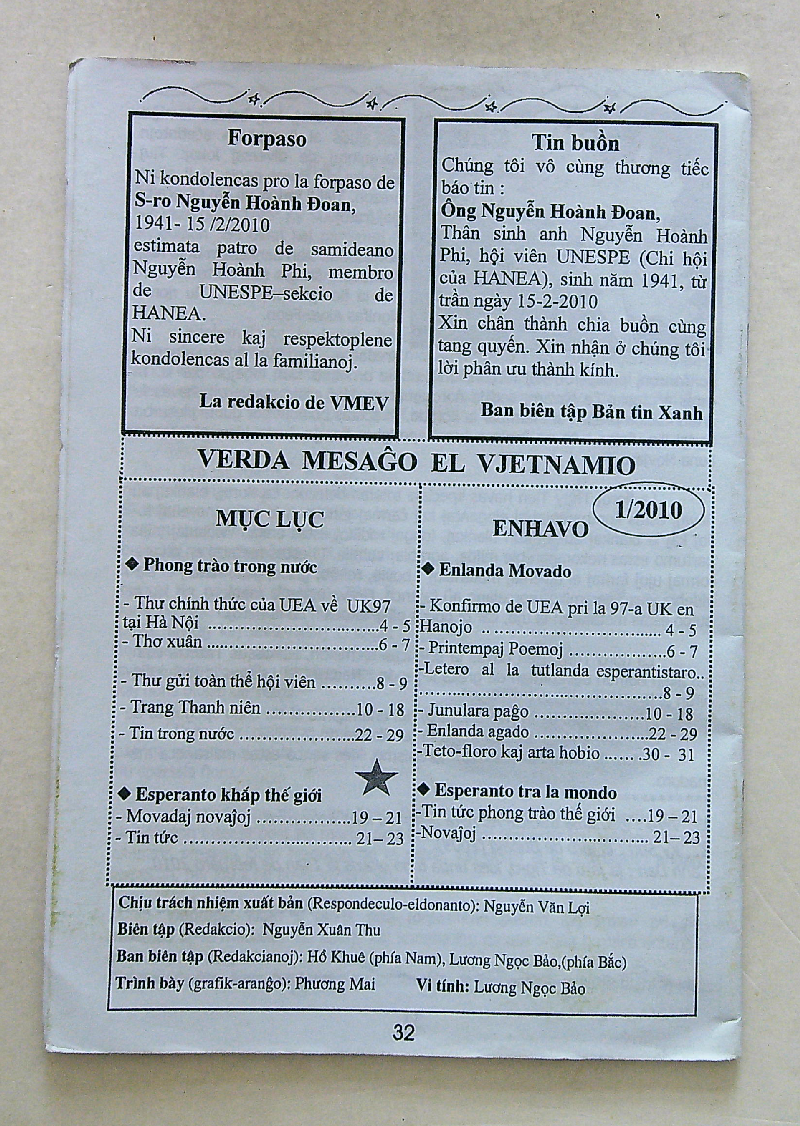 Forpaso
Ni kondolencas pro la forpaso de
S-ro Nguyễn Hoành Đoan,
1941- 15 /2/2010
estimata patro de samideano
Nguyễn Hoành Phi, membro
de UNESPE–sekcio de
HANEA.
Ni sincere kaj respektoplene
kondolencas al la familianoj.
La redakcio de VMEV
Tin buồn
Chúng tôi vô cùng thương tiếc
báo tin :
Ông Nguyễn Hoành Đoan,
Thân sinh anh Nguyễn Hoành
Phi, hội viên UNESPE (Chi hội
của HANEA), sinh năm 1941, từ
trần ngày 15-2-2010
Xin chân thành chia buồn cùng
tang quyến. Xin nhận ở chúng tôi
lời phân ưu thành kính.
Ban biên tập Bản tin Xanh
VERDA MESAĜO EL VJETNAMIO
MỤC LỤC
❖ Phong trào trong nước
- Thư chính thức của UEA về UK97
tại Hà Nội ................................4 - 5
- Thơ xuân ................................6 - 7
- Thư gửi toàn thể hội viên ..........8 - 9
- Trang Thanh niên .................10 - 18
- Tin trong nước ......................22 - 29
❖ Esperanto khắp thế giới
- Movadaj novaĵoj ....................19 – 21
- Tin tức ................................. 21– 23
1/2010
ENHAVO
❖ Enlanda Movado
- Konfirmo de UEA pri la 97-a UK en
Hanojo .. ................................. 4 - 5
- Printempaj Poemoj ..................6 - 7
-Letero al la tutlanda esperantistaro..
.............................................8 - 9
- Junulara paĝo .....................10 - 18
- Enlanda agado .....................22 - 29
-Teto-floro kaj arta hobio .......30 - 31
❖ Esperanto tra la mondo
-Tin tức phong trào thế giới ....19 – 21
-Novaĵoj ............................... 21– 23
Chịu trách nhiệm xuất bản (Respondeculo-eldonanto): Nguyễn Văn Lợi
Biên tập (Redakcio): Nguyễn Xuân Thu
Ban biên tập (Redakcianoj): Hồ Khuê (phía Nam), Lương Ngọc Bảo,(phía Bắc)
Trình bày (grafik-aranĝo): Phương Mai Vi tính: Lương Ngọc Bảo
32